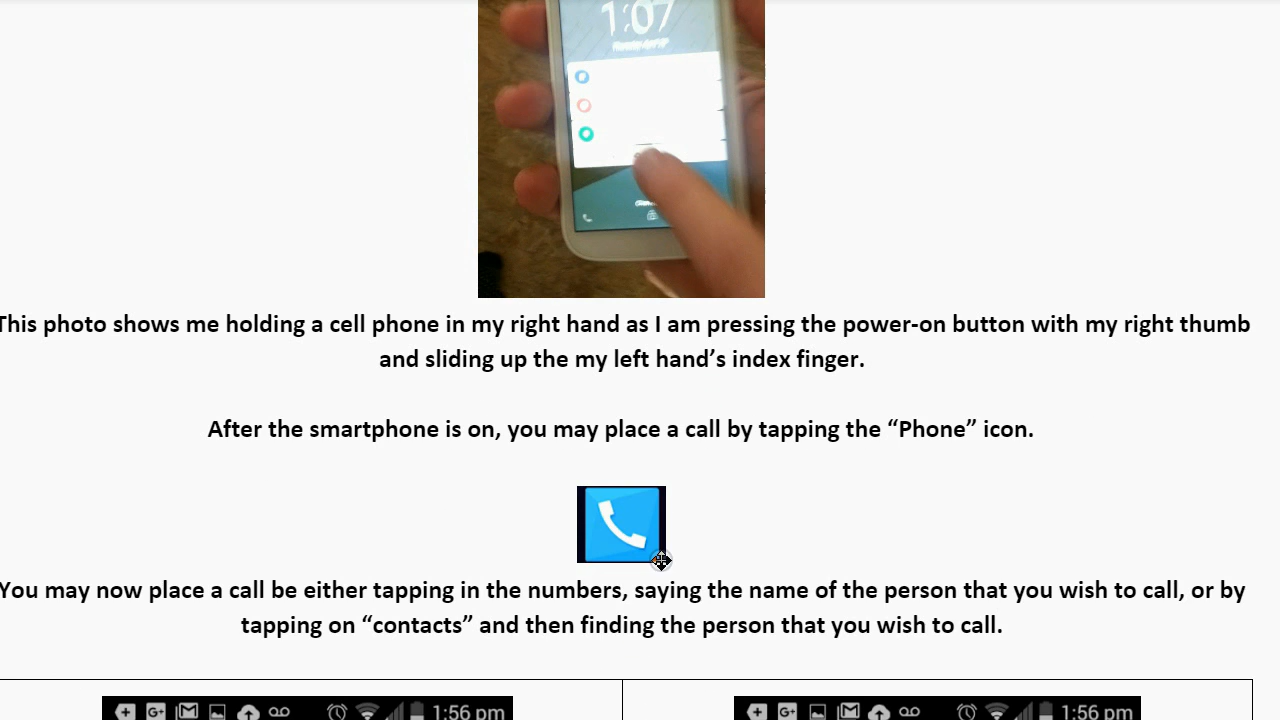 1:07
This photo shows me holding a cell phone in my right hand as I am pressing the power-on button with my right thumb
and sliding up the my left hand’s index finger.
After the smartphone is on, you may place a call by tapping the “Phone” icon.
You may now place a call be either tapping in the numbers, saying the name of the person that you wish to call, or by
tapping on “contacts” and then finding the person that you wish to call.
G+ 1:56 pm
G+ 1:56 pm